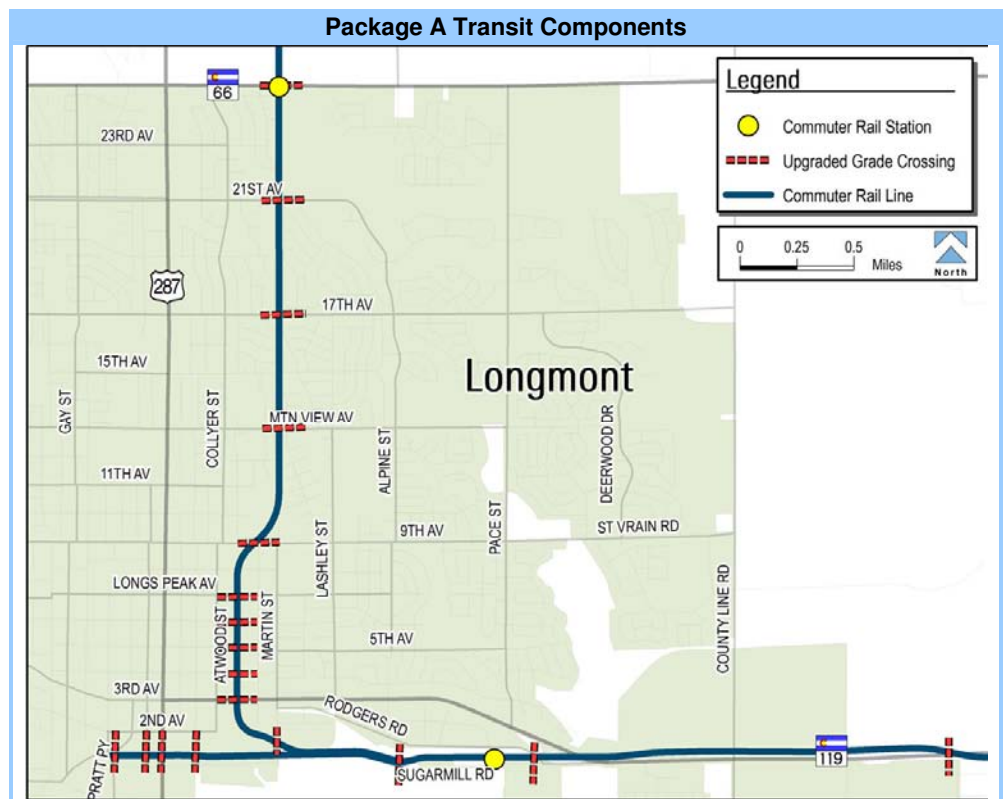 Package A Transit Components
66
Legend
Commuter Rail Station
Upgraded Grade Crossing
Commuter Rail Line
0 0.25 0.5
Miles
North
23RD AV
21ST AV
287
17TH AV
15TH AV
Longmont
GAY ST
COLLYER ST
MTN VIEW AV
ALPINE ST
DEERWOOD DR
11TH AV
LASHLEY ST
9TH AV
PACE ST
ST VRAIN RD
LONGS PEAK AV
ATWOOD ST
MARTIN ST
5TH AV
COUNTY LINE RD
3RD AV
RODGERS RD
2ND AV
PRATT PY
SUGARMILL RD
119